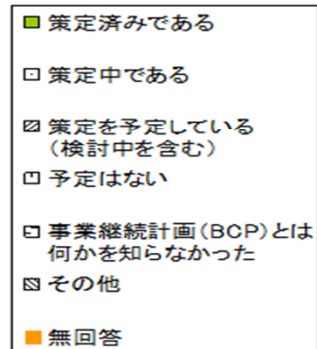 策定済みである
策定中である
策定を予定している
(検討中を含む)
予定はない
事業継続計画(BCP)とは
何かを知らなかった
その他
無回答